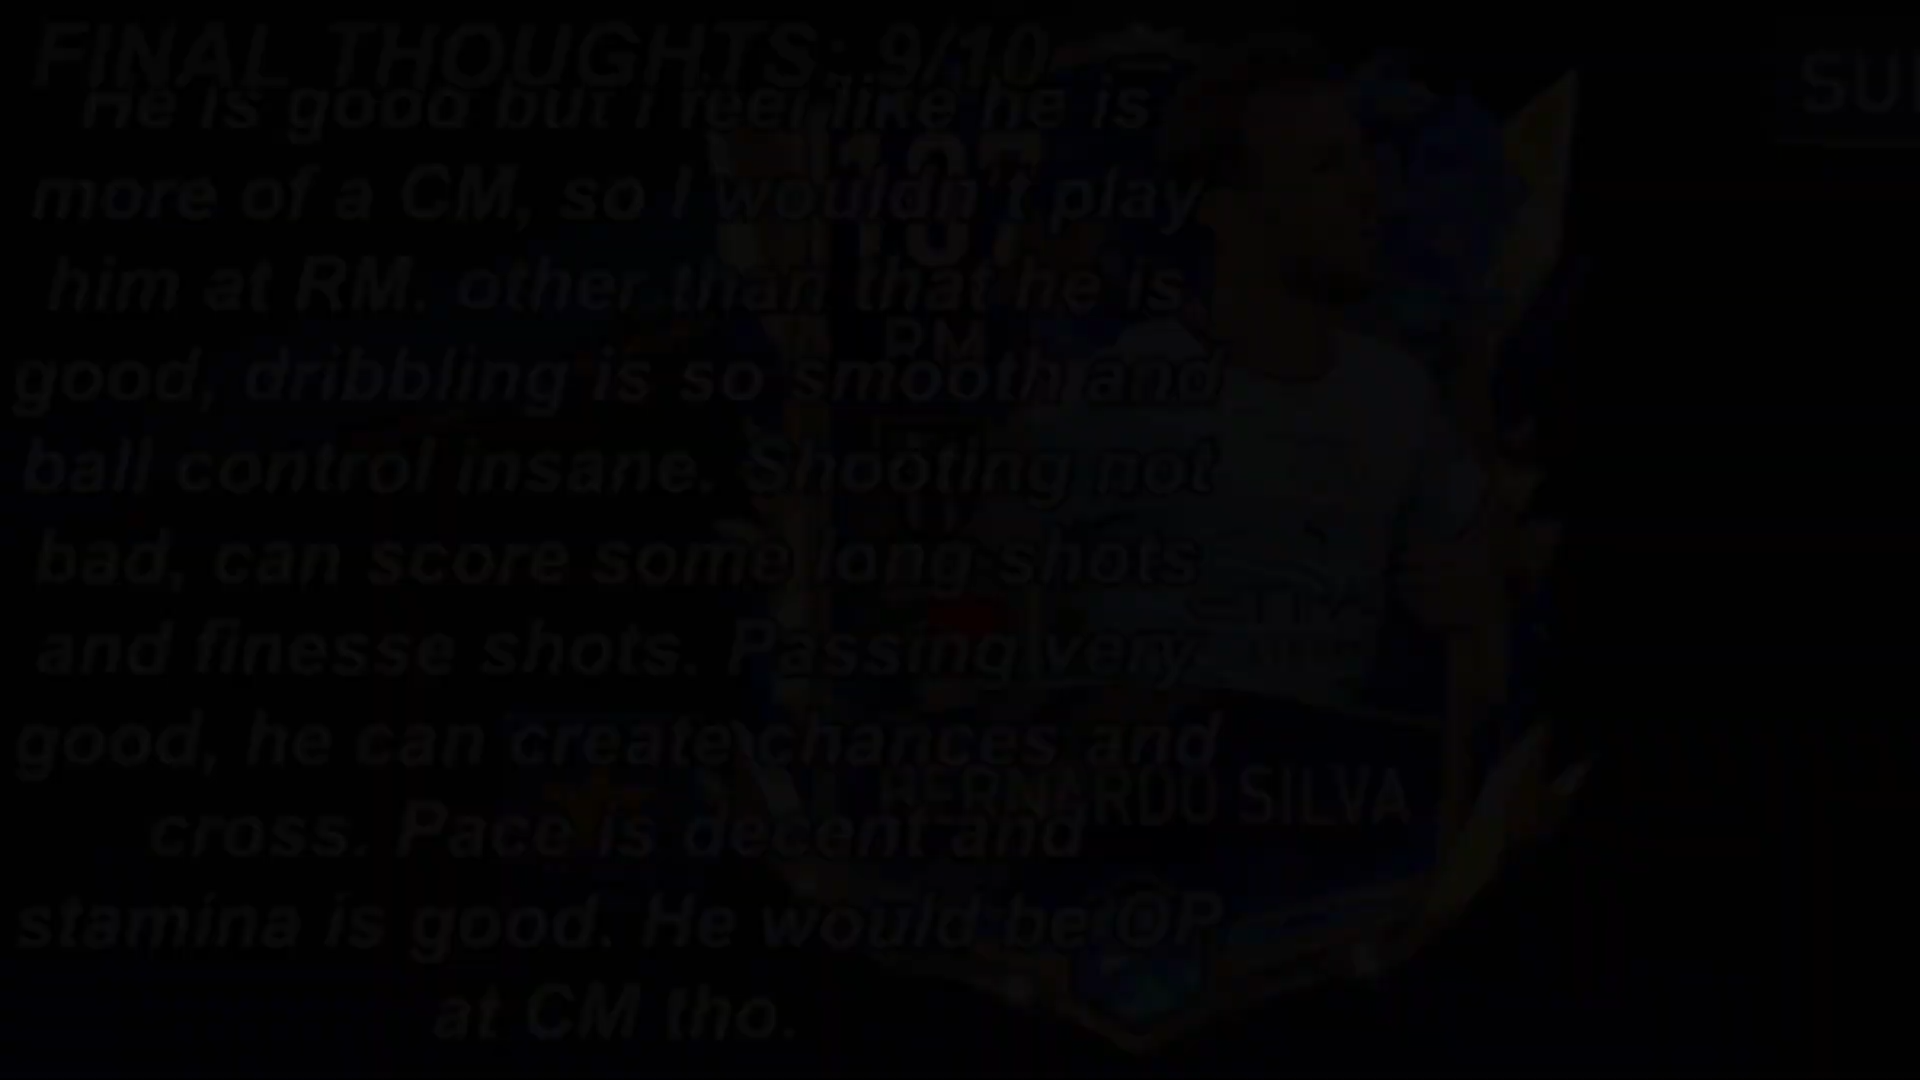 FINAL THOUGHTS: 9/10
He is good but I feel like he is
more of a CM, so I wouldn't play
him at RM. other than that he is
good, dribbling is so smooth and
ball control insane. Shooting not
bad, can score some long shots
and finesse shots. Passing very
good, he can create chances and
cross. Pace is decent and
stamina is good. He would be OP
at CM tho.
107
RM
BERNARDO SILVA
SU